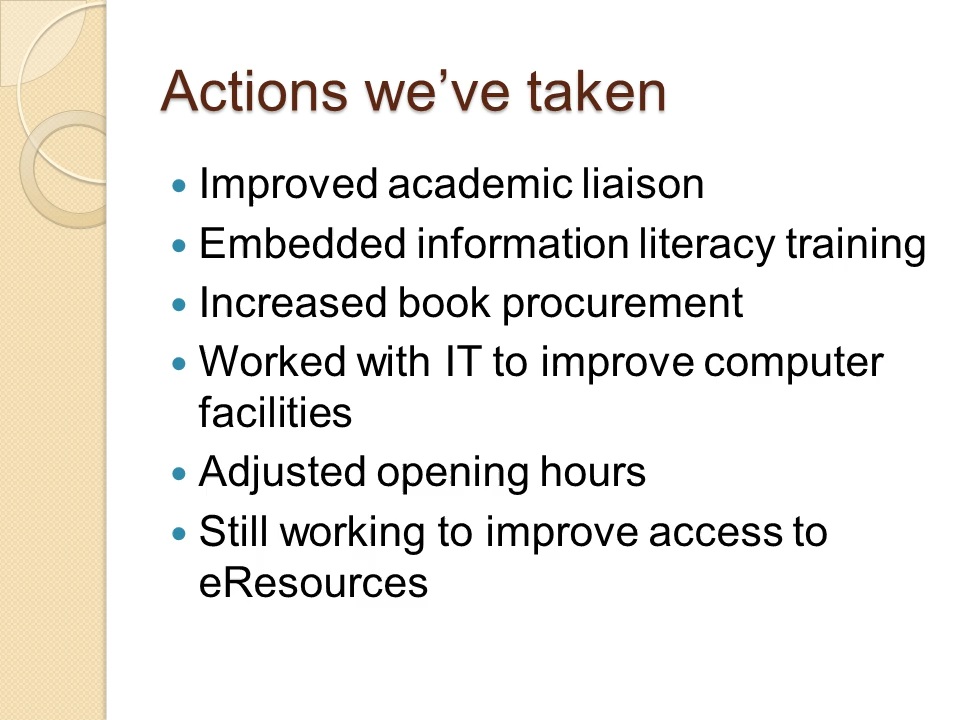 Actions we’ve taken
• Improved academic liaison
• Embedded information literacy training
• Increased book procurement
• Worked with IT to improve computer
facilities
• Adjusted opening hours
• Still working to improve access to
eResources